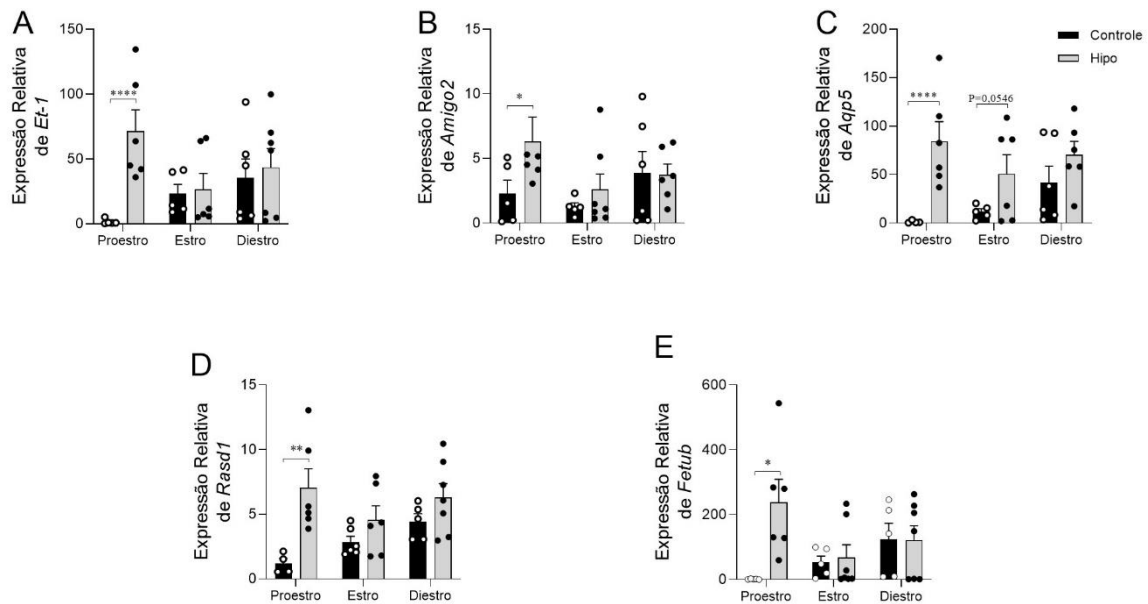 A
Expressão Relativa
de Et-1
150
100
50
0
****
Proestro
Estro
Diestro
B
Expressão Relativa
de Amigo2
15
10
5
0
*
Proestro
Estro
Diestro
C
Expressão Relativa
de Aqp5
200
150
100
50
0
****
P=0,0546
Proestro
Estro
Diestro
Controle
Hipo
D
Expressão Relativa
de Rasd1
15
10
5
0
**
Proestro
Estro
Diestro
E
Expressão Relativa
de Fetub
600
400
200
0
*
Proestro
Estro
Diestro